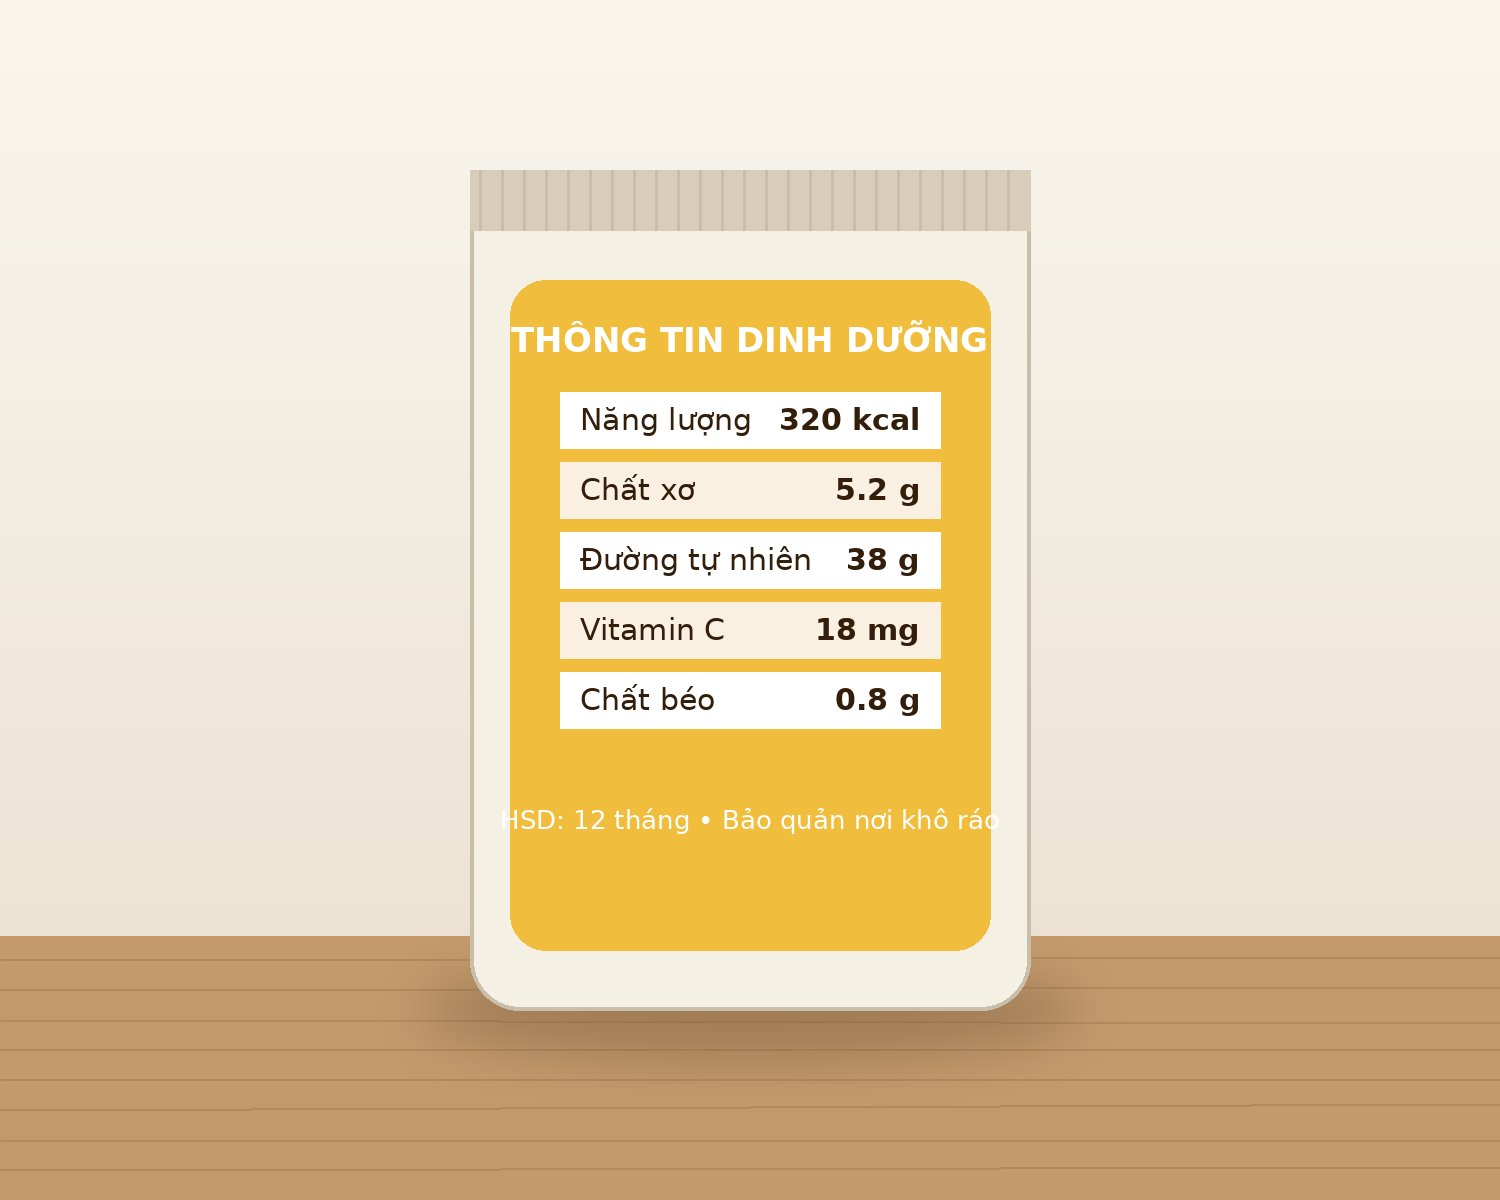 THÔNG TIN DINH DƯỠNG
Năng lượng 320 kcal
Chất xơ 5.2 g
Đường tự nhiên 38 g
Vitamin C 18 mg
Chất béo 0.8 g
HSD: 12 tháng • Bảo quản nơi khô ráo